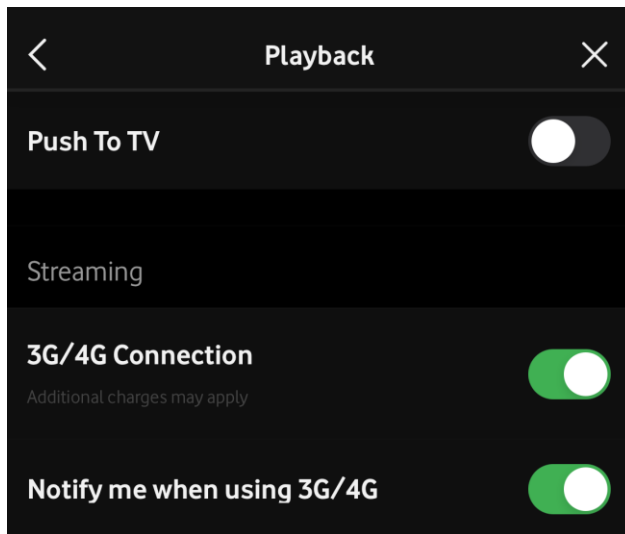 Playback
Push To TV
Streaming
3G/4G Connection
Additional charges may apply
Notify me when using 3G/4G